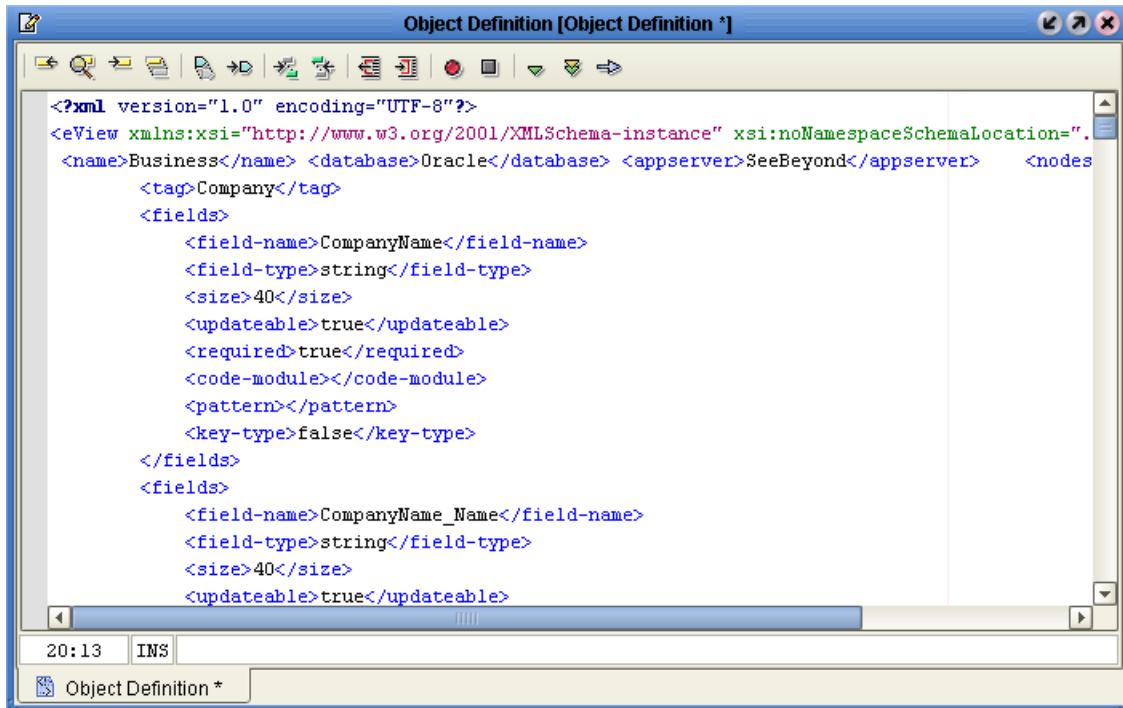 Object Definition [Object Definition *]
<?xml version="1.0" encoding="UTF-8"?>
<eView xmlns:xsi="http://www.w3.org/2001/XMLSchema-instance" xsi:noNamespaceSchemaLocation=".
<name>Business</name> <database>Oracle</database> <appserver>SeeBeyond</appserver> <nodes
<tag>Company</tag>
<fields>
<field-name>CompanyName</field-name>
<field-type>string</field-type>
<size>40</size>
<updateable>true</updateable>
<required>true</required>
<code-module></code-module>
<pattern></pattern>
<key-type>false</key-type>
</fields>
<fields>
<field-name>CompanyName_Name</field-name>
<field-type>string</field-type>
<size>40</size>
<updateable>true</updateable>
20:13 INS
Object Definition *